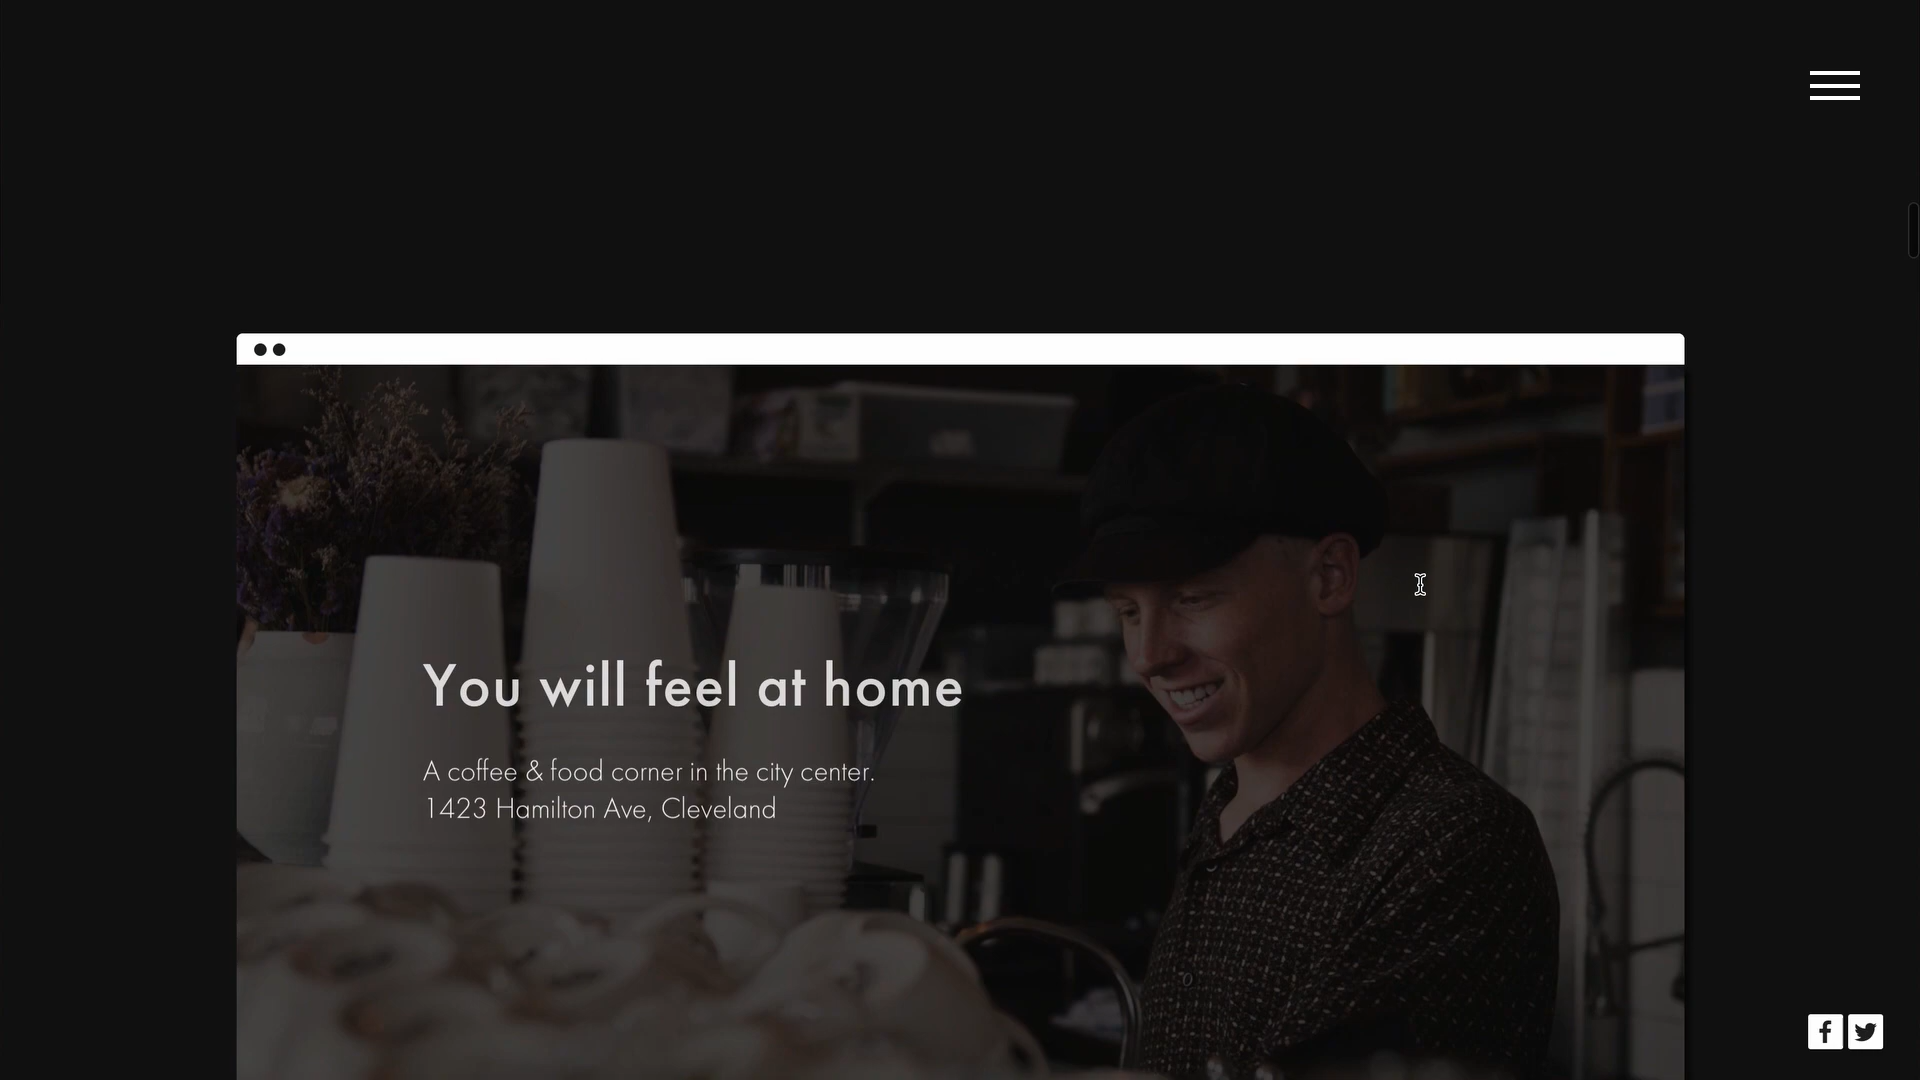 You will feel at home
A coffee & food corner in the city center.
1423 Hamilton Ave, Cleveland